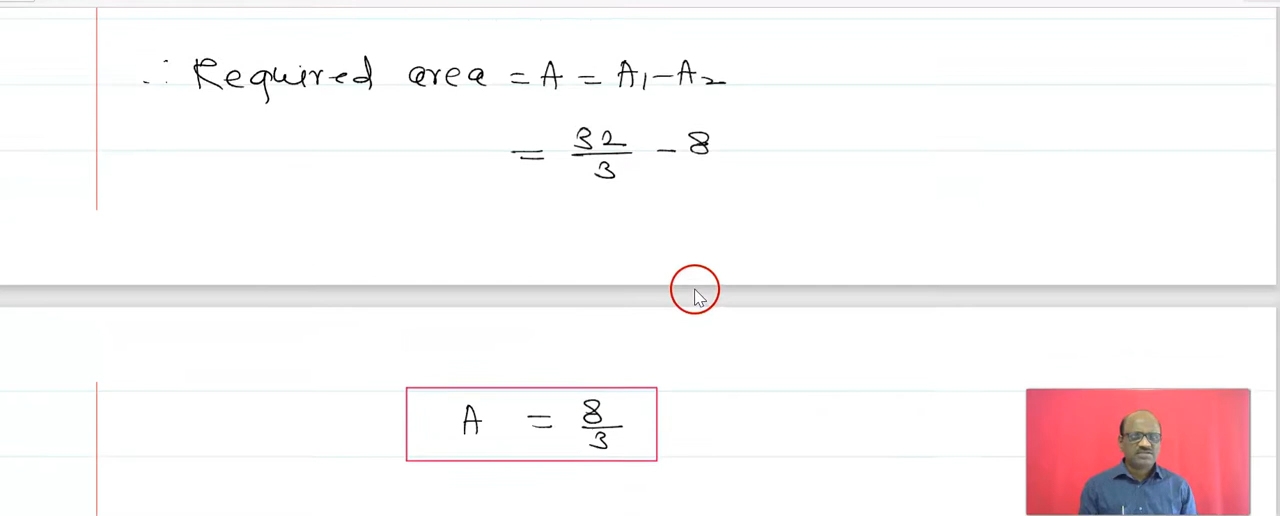 ∴ Required area = A = A₁ - A₂
= 32/3 - 8
A = 8/3